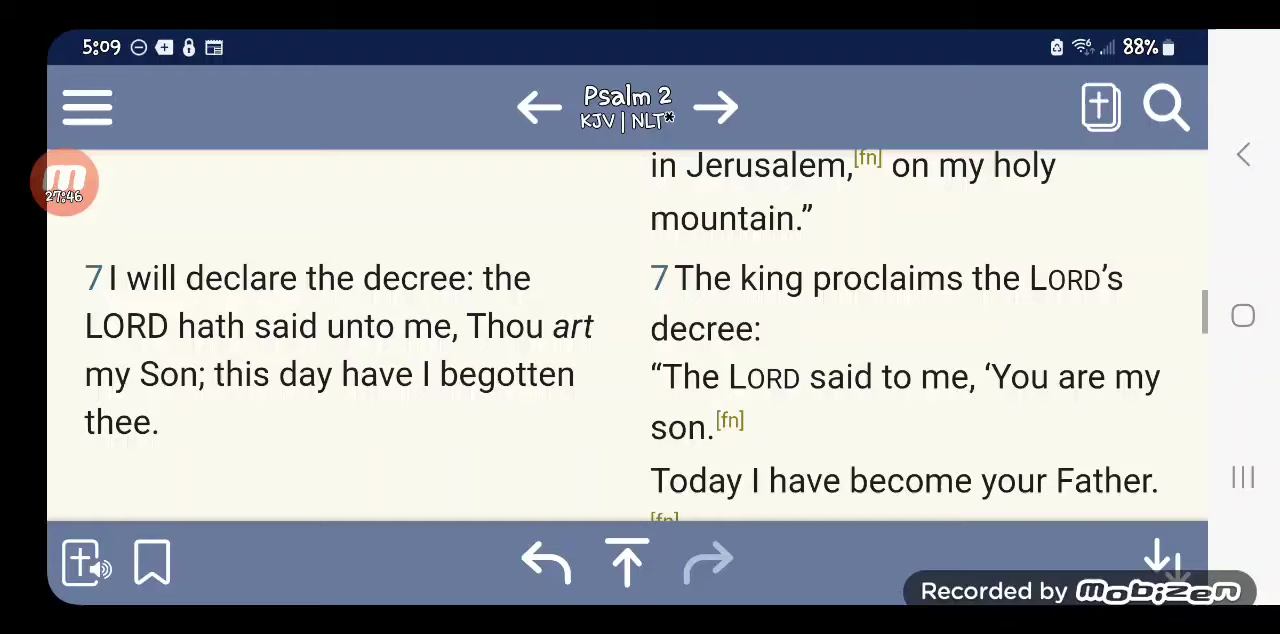 5:09
88%
Psalm 2
KJV | NLT*
27:46
in Jerusalem,[fn] on my holy
mountain.”
7 I will declare the decree: the
LORD hath said unto me, Thou art
my Son; this day have I begotten
thee.
7 The king proclaims the LORD’s
decree:
“The LORD said to me, ‘You are my
son.[fn]
Today I have become your Father.
[fn]
Recorded by Mobizen